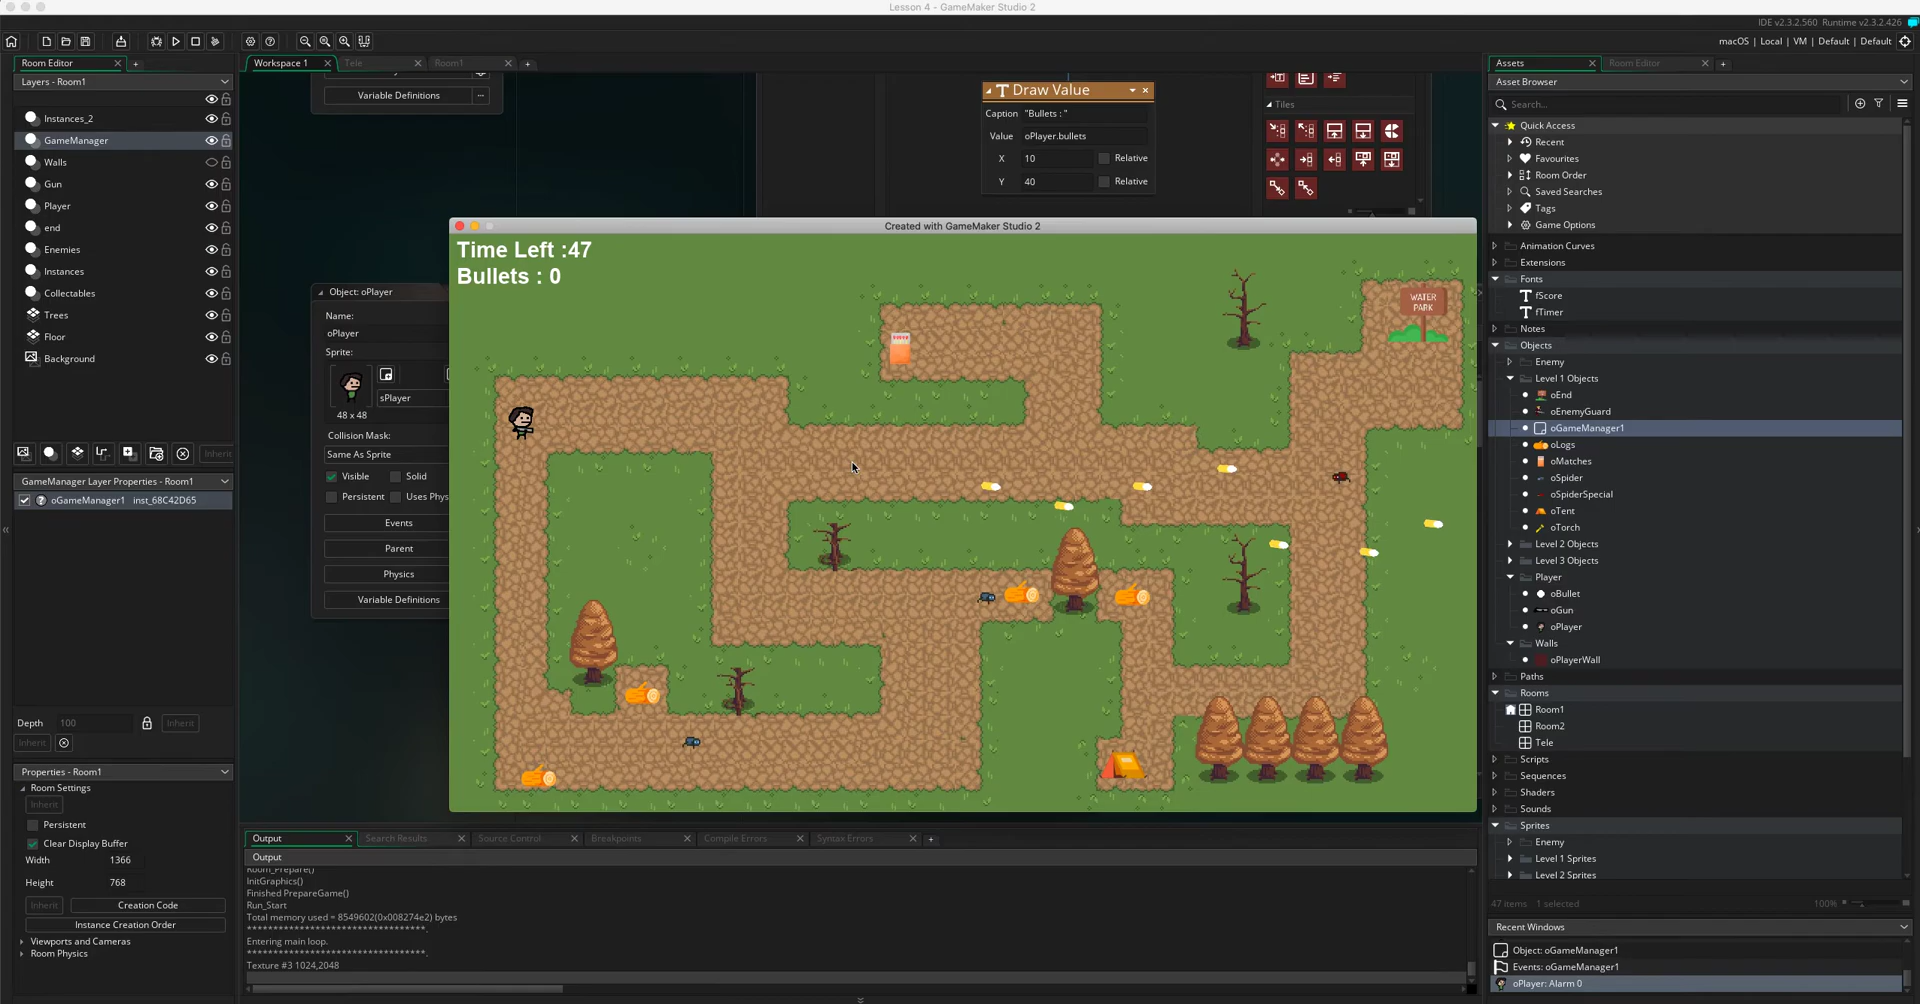 Lesson 4 - GameMaker Studio 2
IDE v2.3.2.560 Runtime v2.3.2.426
macOS | Local | VM | Default | Default
Room Editor
Layers - Room1
Instances_2
GameManager
Walls
Gun
Player
end
Enemies
Instances
Collectables
Trees
Floor
Background
Inherit
GameManager Layer Properties - Room1
oGameManager1 inst_68C42D65
Depth 100 Inherit
Inherit
Properties - Room1
Room Settings
Inherit
Persistent
Clear Display Buffer
Width 1366
Height 768
Inherit Creation Code
Instance Creation Order
Viewports and Cameras
Room Physics
Workspace 1 Tele Room1
Variable Definitions
Draw Value
Caption "Bullets : "
Value oPlayer.bullets
X 10 Relative
Y 40 Relative
Tiles
Object: oPlayer
Name:
oPlayer
Sprite:
sPlayer
48 x 48
Collision Mask:
Same As Sprite
Visible Solid
Persistent Uses Phys
Events
Parent
Physics
Variable Definitions
Created with GameMaker Studio 2
Time Left :47
Bullets : 0
WATER
PARK
Output Search Results Source Control Breakpoints Compile Errors Syntax Errors
Output
Room_Prepare()
InitGraphics()
Finished PrepareGame()
Run_Start
Total memory used = 8549602(0x008274e2) bytes
**********************************.
Entering main loop.
**********************************.
Texture #3 1024,2048
Assets Room Editor
Asset Browser
Search...
Quick Access
Recent
Favourites
Room Order
Saved Searches
Tags
Game Options
Animation Curves
Extensions
Fonts
fScore
fTimer
Notes
Objects
Enemy
Level 1 Objects
oEnd
oEnemyGuard
oGameManager1
oLogs
oMatches
oSpider
oSpiderSpecial
oTent
oTorch
Level 2 Objects
Level 3 Objects
Player
oBullet
oGun
oPlayer
Walls
oPlayerWall
Paths
Rooms
Room1
Room2
Tele
Scripts
Sequences
Shaders
Sounds
Sprites
Enemy
Level 1 Sprites
Level 2 Sprites
47 items 1 selected 100%
Recent Windows
Object: oGameManager1
Events: oGameManager1
oPlayer: Alarm 0